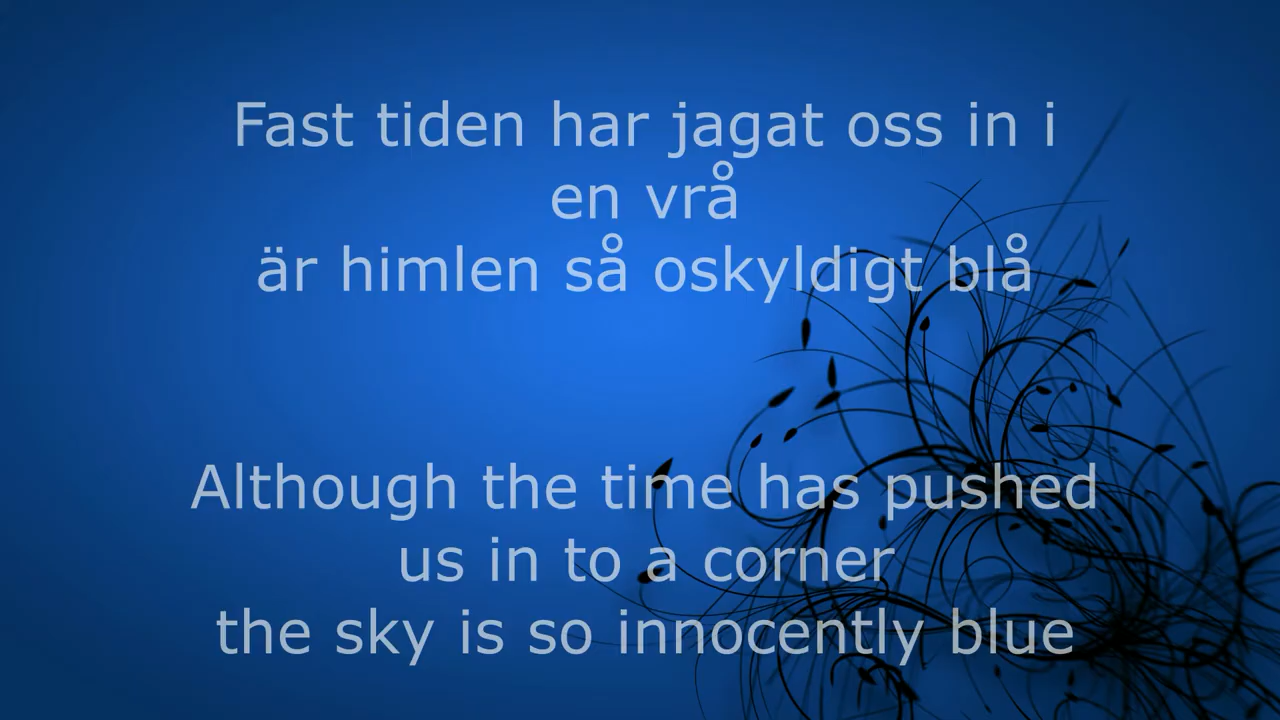 Fast tiden har jagat oss in i
en vrå
är himlen så oskyldigt blå
Although the time has pushed
us in to a corner
the sky is so innocently blue